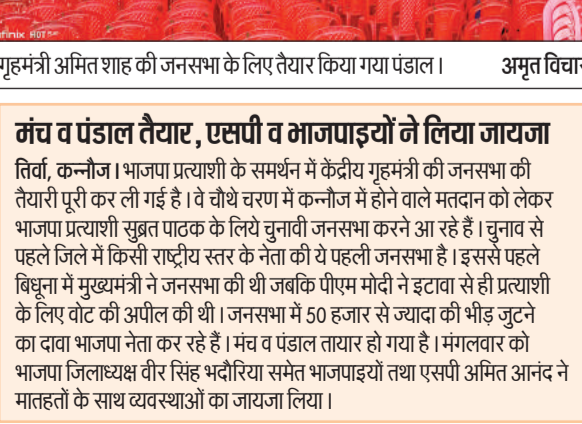 गृहमंत्री अमित शाह की जनसभा के लिए तैयार किया गया पंडाल ।
अमृत विचार
मंच व पंडाल तैयार, एसपी व भाजपाइयों ने लिया जायजा
तिर्वा, कन्नौज। भाजपा प्रत्याशी के समर्थन में केंद्रीय गृहमंत्री की जनसभा की
तैयारी पूरी कर ली गई है। वे चौथे चरण में कन्नौज में होने वाले मतदान को लेकर
भाजपा प्रत्याशी सुब्रत पाठक के लिये चुनावी जनसभा करने आ रहे हैं। चुनाव से
पहले जिले में किसी राष्ट्रीय स्तर के नेता की ये पहली जनसभा है। इससे पहले
बिधूना में मुख्यमंत्री ने जनसभा की थी जबकि पीएम मोदी ने इटावा से ही प्रत्याशी
के लिए वोट की अपील की थी। जनसभा में 50 हजार से ज्यादा की भीड़ जुटने
का दावा भाजपा नेता कर रहे हैं। मंच व पंडाल तायार हो गया है। मंगलवार को
भाजपा जिलाध्यक्ष वीर सिंह भदौरिया समेत भाजपाइयों तथा एसपी अमित आनंद ने
मातहतों के साथ व्यवस्थाओं का जायजा लिया।